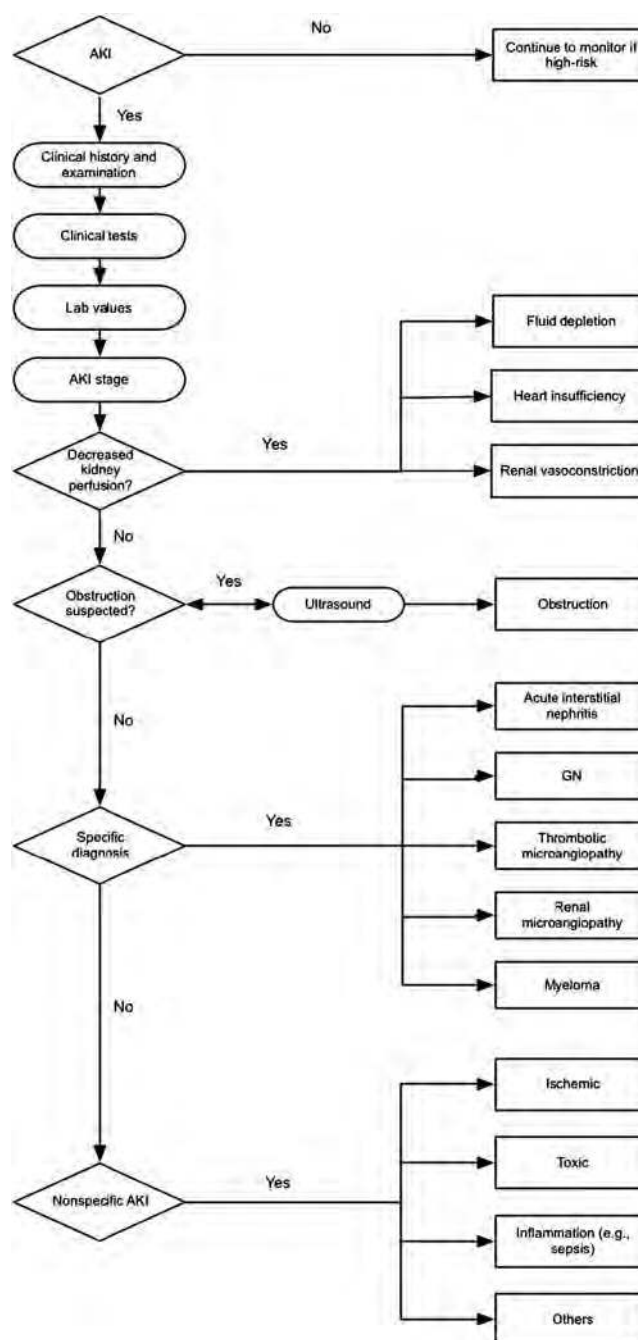 AKI
No
Continue to monitor if
high-risk
Yes
Clinical history and
examination
Clinical tests
Lab values
AKI stage
Fluid depletion
Heart insufficiency
Decreased
kidney
perfusion?
Yes
Renal vasoconstriction
No
Obstruction
suspected?
Yes
Ultrasound
Obstruction
No
Acute interstitial
nephritis
GN
Specific
diagnosis
Yes
Thrombolic
microangiopathy
Renal
microangiopathy
Myeloma
No
Ischemic
Toxic
Nonspecific AKI
Yes
Inflammation (e.g.,
sepsis)
Others